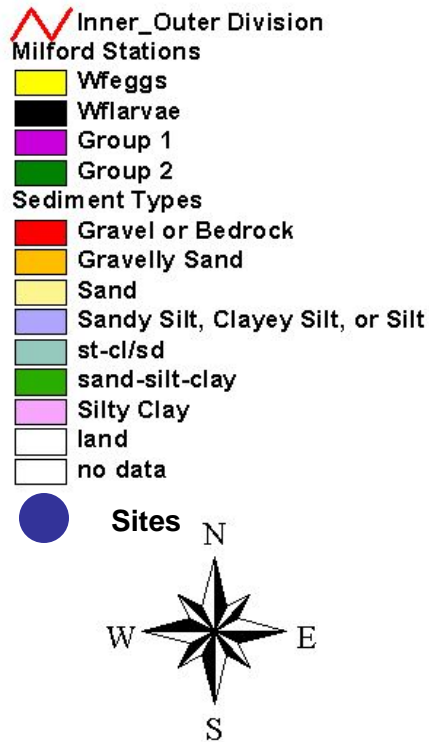 Inner_Outer Division
Milford Stations
Wfeggs
Wflarvae
Group 1
Group 2
Sediment Types
Gravel or Bedrock
Gravelly Sand
Sand
Sandy Silt, Clayey Silt, or Silt
st-cl/sd
sand-silt-clay
Silty Clay
land
no data
Sites
N
W E
S